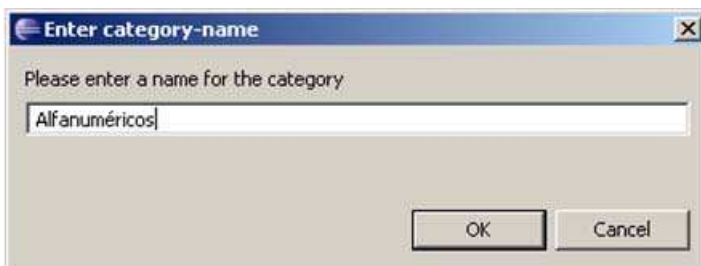 Enter category-name
Please enter a name for the category
Alfanuméricos
OK Cancel